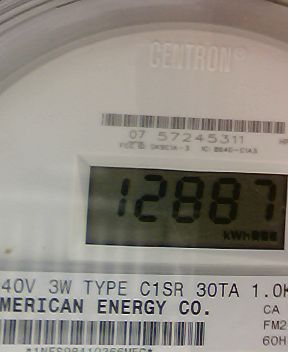 CENTRON®
07 57245311
12887
kWh
40V 3W TYPE C1SR 30TA 1.0K
MERICAN ENERGY CO.
CA
FM2
60H